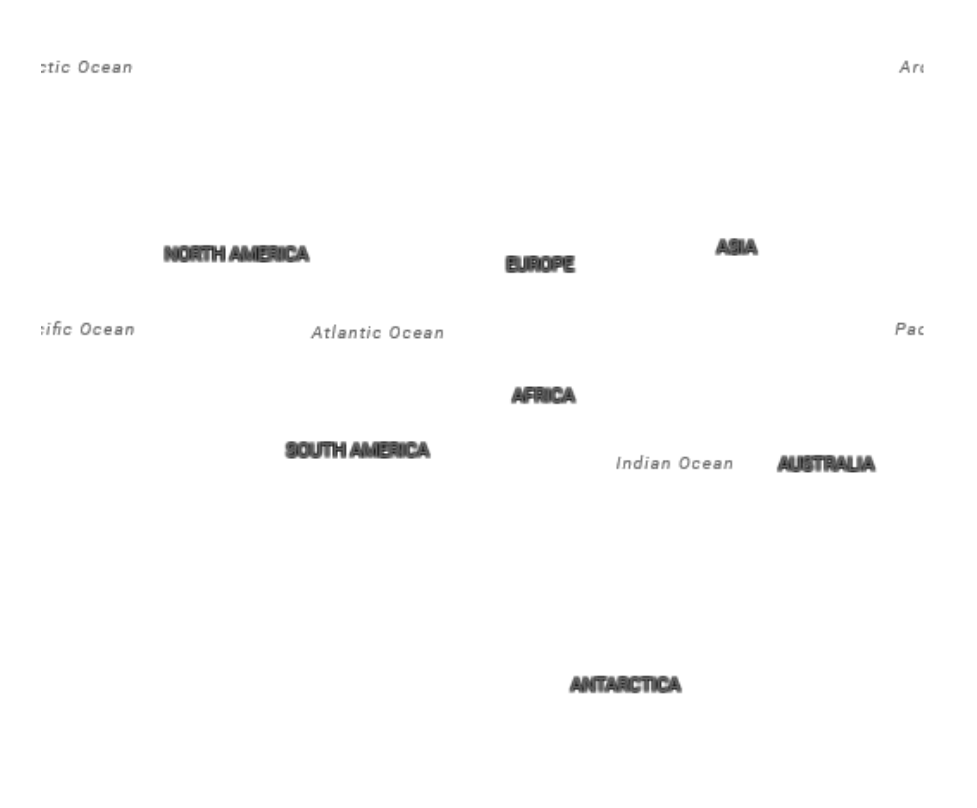 ctic Ocean
Arc
NORTH AMERICA
ASIA
EUROPE
cific Ocean
Pac
Atlantic Ocean
AFRICA
SOUTH AMERICA
Indian Ocean
AUSTRALIA
ANTARCTICA